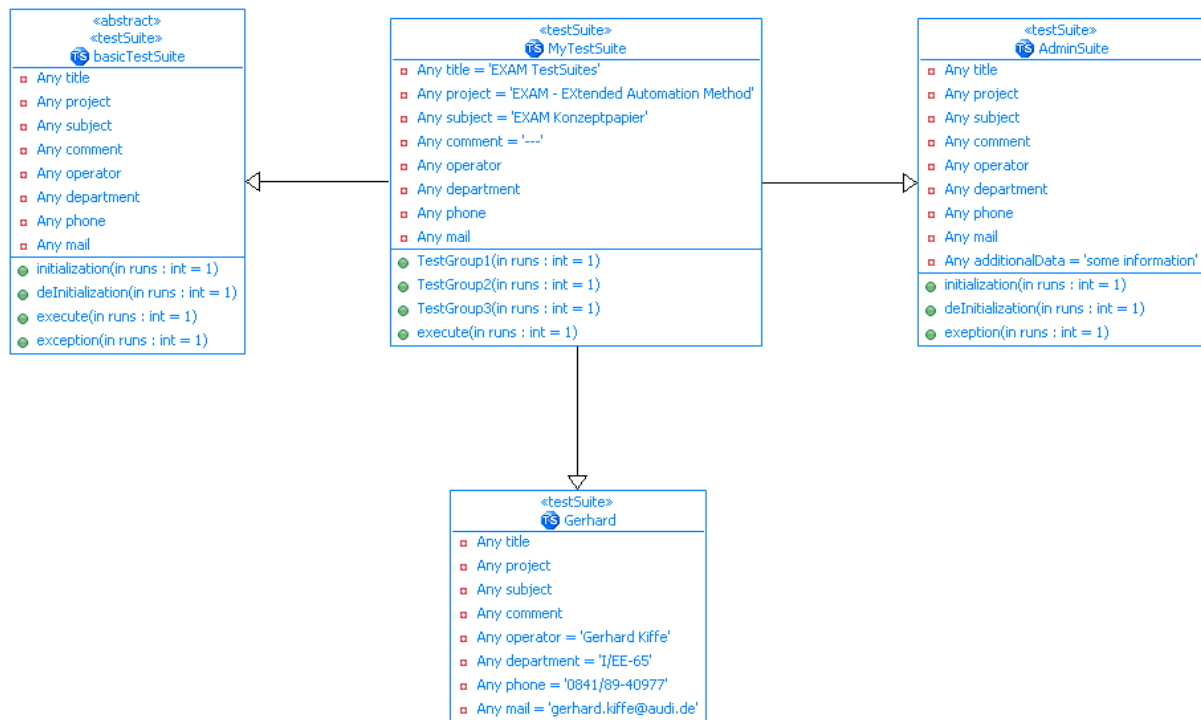 «abstract»
«testSuite»
TS basicTestSuite
Any title
Any project
Any subject
Any comment
Any operator
Any department
Any phone
Any mail
initialization(in runs : int = 1)
deInitialization(in runs : int = 1)
execute(in runs : int = 1)
exception(in runs : int = 1)
«testSuite»
TS MyTestSuite
Any title = 'EXAM TestSuites'
Any project = 'EXAM - EXtended Automation Method'
Any subject = 'EXAM Konzeptpapier'
Any comment = '---'
Any operator
Any department
Any phone
Any mail
TestGroup1(in runs : int = 1)
TestGroup2(in runs : int = 1)
TestGroup3(in runs : int = 1)
execute(in runs : int = 1)
«testSuite»
TS AdminSuite
Any title
Any project
Any subject
Any comment
Any operator
Any department
Any phone
Any mail
Any additionalData = 'some information'
initialization(in runs : int = 1)
deInitialization(in runs : int = 1)
exeption(in runs : int = 1)
«testSuite»
TS Gerhard
Any title
Any project
Any subject
Any comment
Any operator = 'Gerhard Kiffe'
Any department = 'I/EE-65'
Any phone = '0841/89-40977'
Any mail = 'gerhard.kiffe@audi.de'